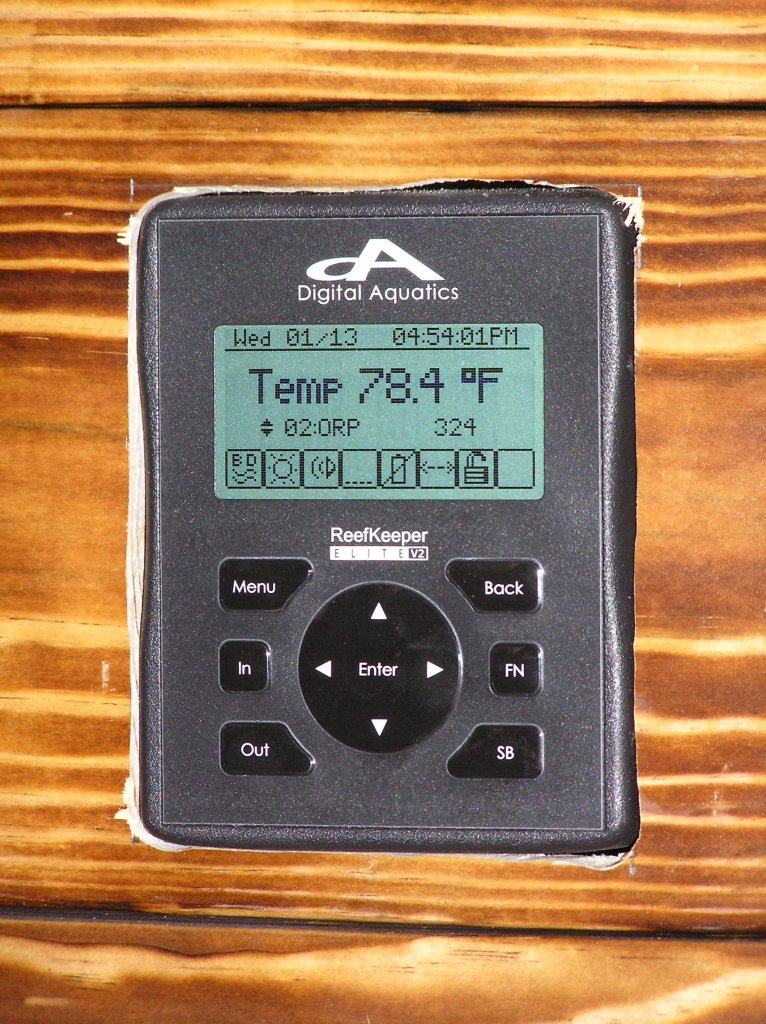 dA
Digital Aquatics
Wed 01/13 04:54:01PM
Temp 78.4 °F
02:ORP 324
BD
ReefKeeper
ELITE V2
Menu Back
In Enter FN
Out SB